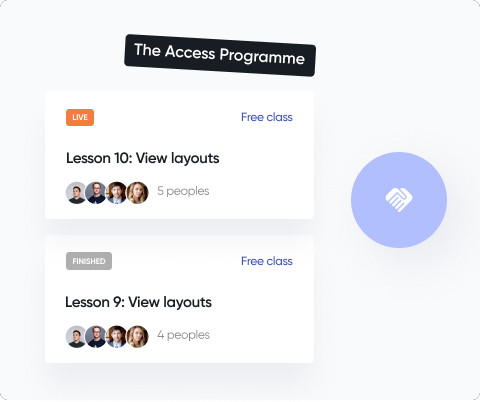 The Access Programme
LIVE
Free class
Lesson 10: View layouts
5 peoples
FINISHED
Free class
Lesson 9: View layouts
4 peoples